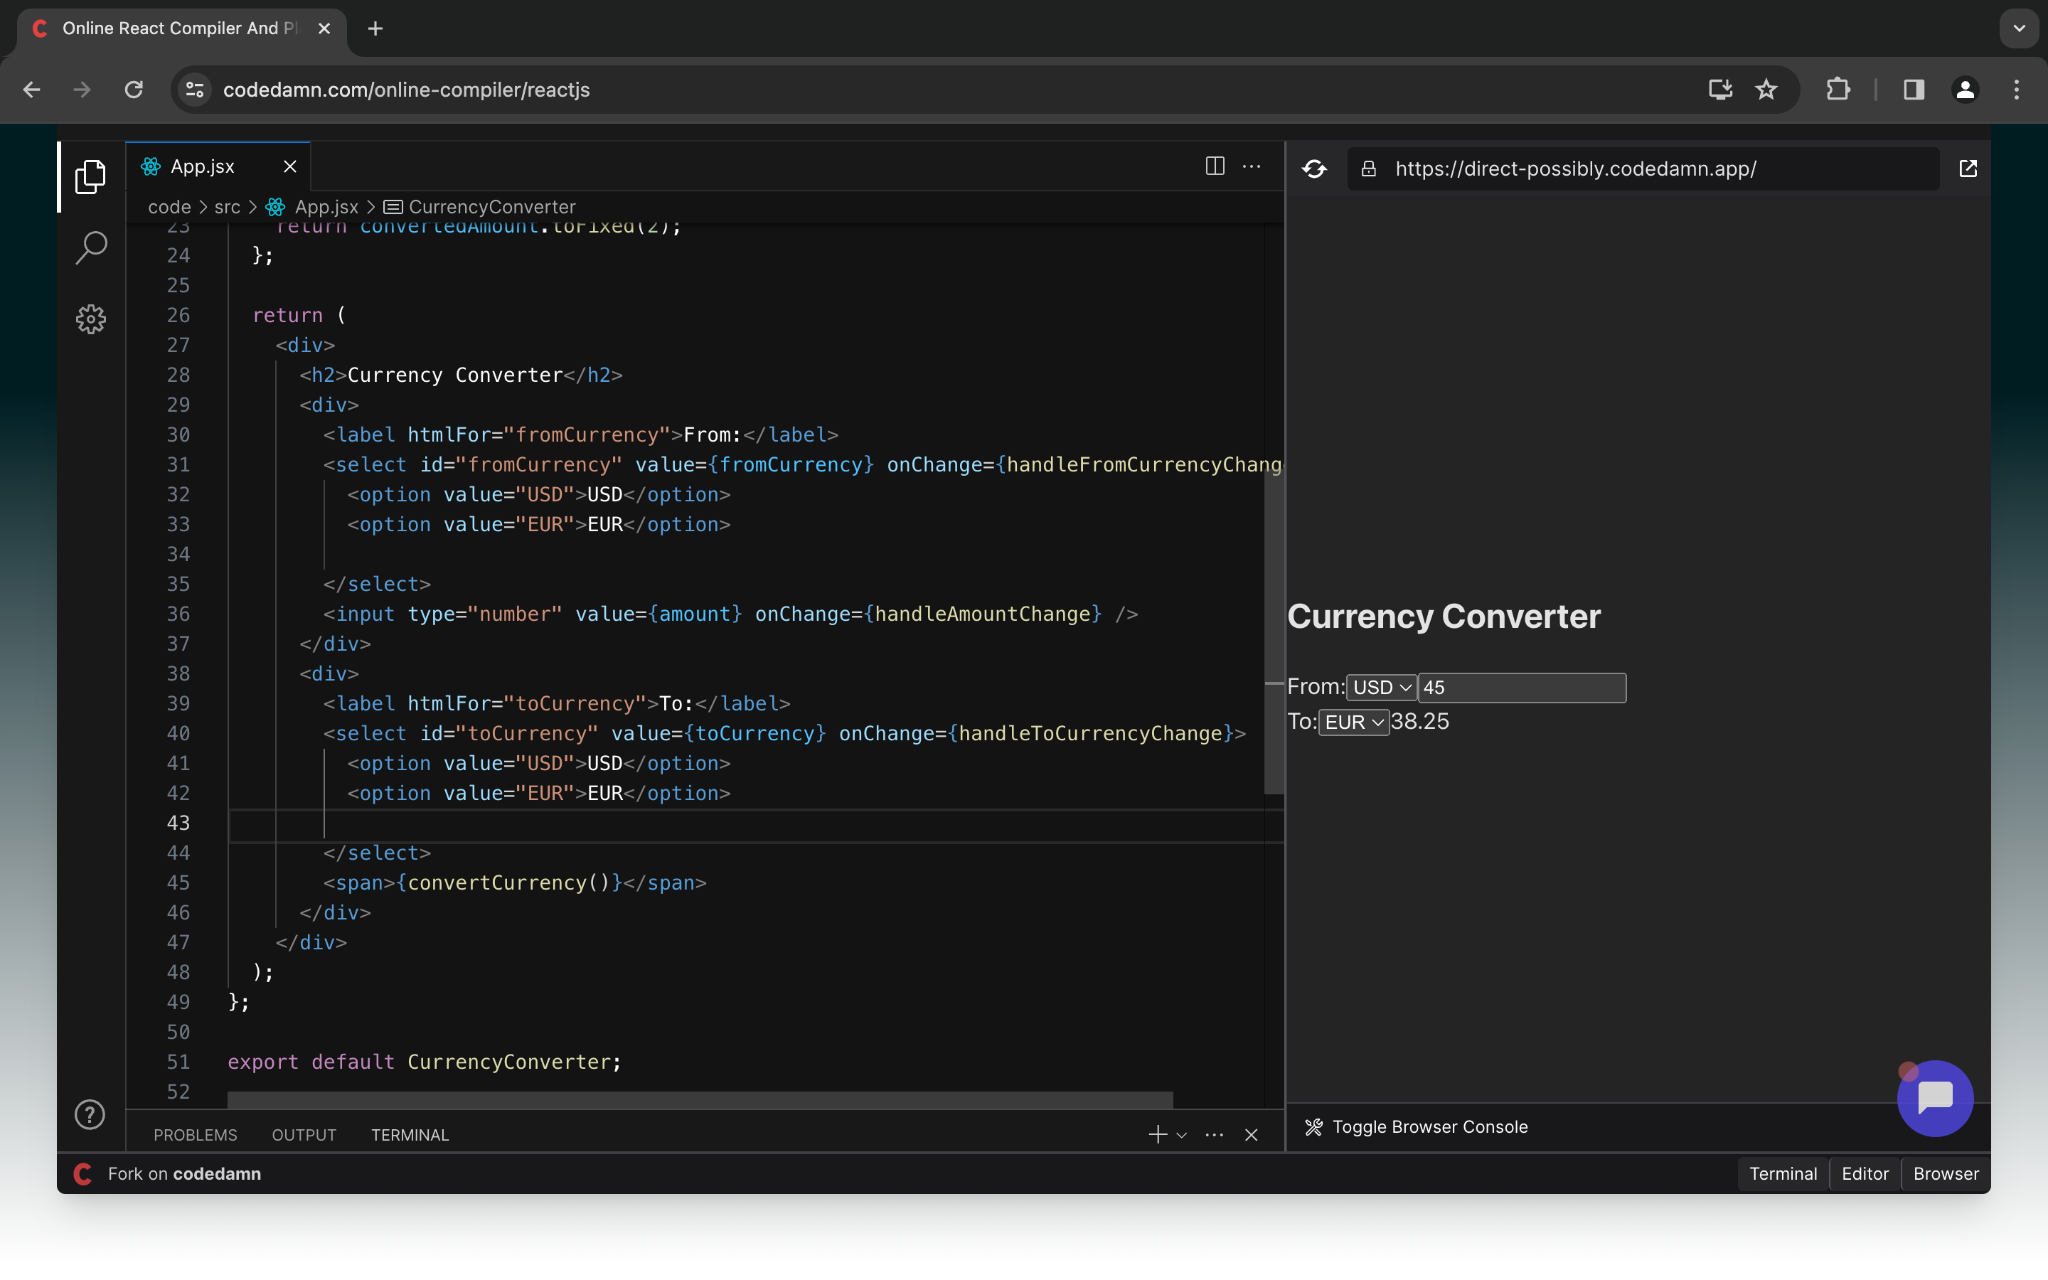 Online React Compiler And Pl
codedamn.com/online-compiler/reactjs
App.jsx
https://direct-possibly.codedamn.app/
code > src > App.jsx > CurrencyConverter
23 return convertedAmount.toFixed(2);
24 };
25
26 return (
27 <div>
28 <h2>Currency Converter</h2>
29 <div>
30 <label htmlFor="fromCurrency">From:</label>
31 <select id="fromCurrency" value={fromCurrency} onChange={handleFromCurrencyChang
32 <option value="USD">USD</option>
33 <option value="EUR">EUR</option>
34
35 </select>
36 <input type="number" value={amount} onChange={handleAmountChange} />
37 </div>
38 <div>
39 <label htmlFor="toCurrency">To:</label>
40 <select id="toCurrency" value={toCurrency} onChange={handleToCurrencyChange}>
41 <option value="USD">USD</option>
42 <option value="EUR">EUR</option>
43
44 </select>
45 <span>{convertCurrency()}</span>
46 </div>
47 </div>
48 );
49 };
50
51 export default CurrencyConverter;
52
Currency Converter
From: USD 45
To: EUR 38.25
PROBLEMS OUTPUT TERMINAL
Toggle Browser Console
Fork on codedamn
Terminal Editor Browser